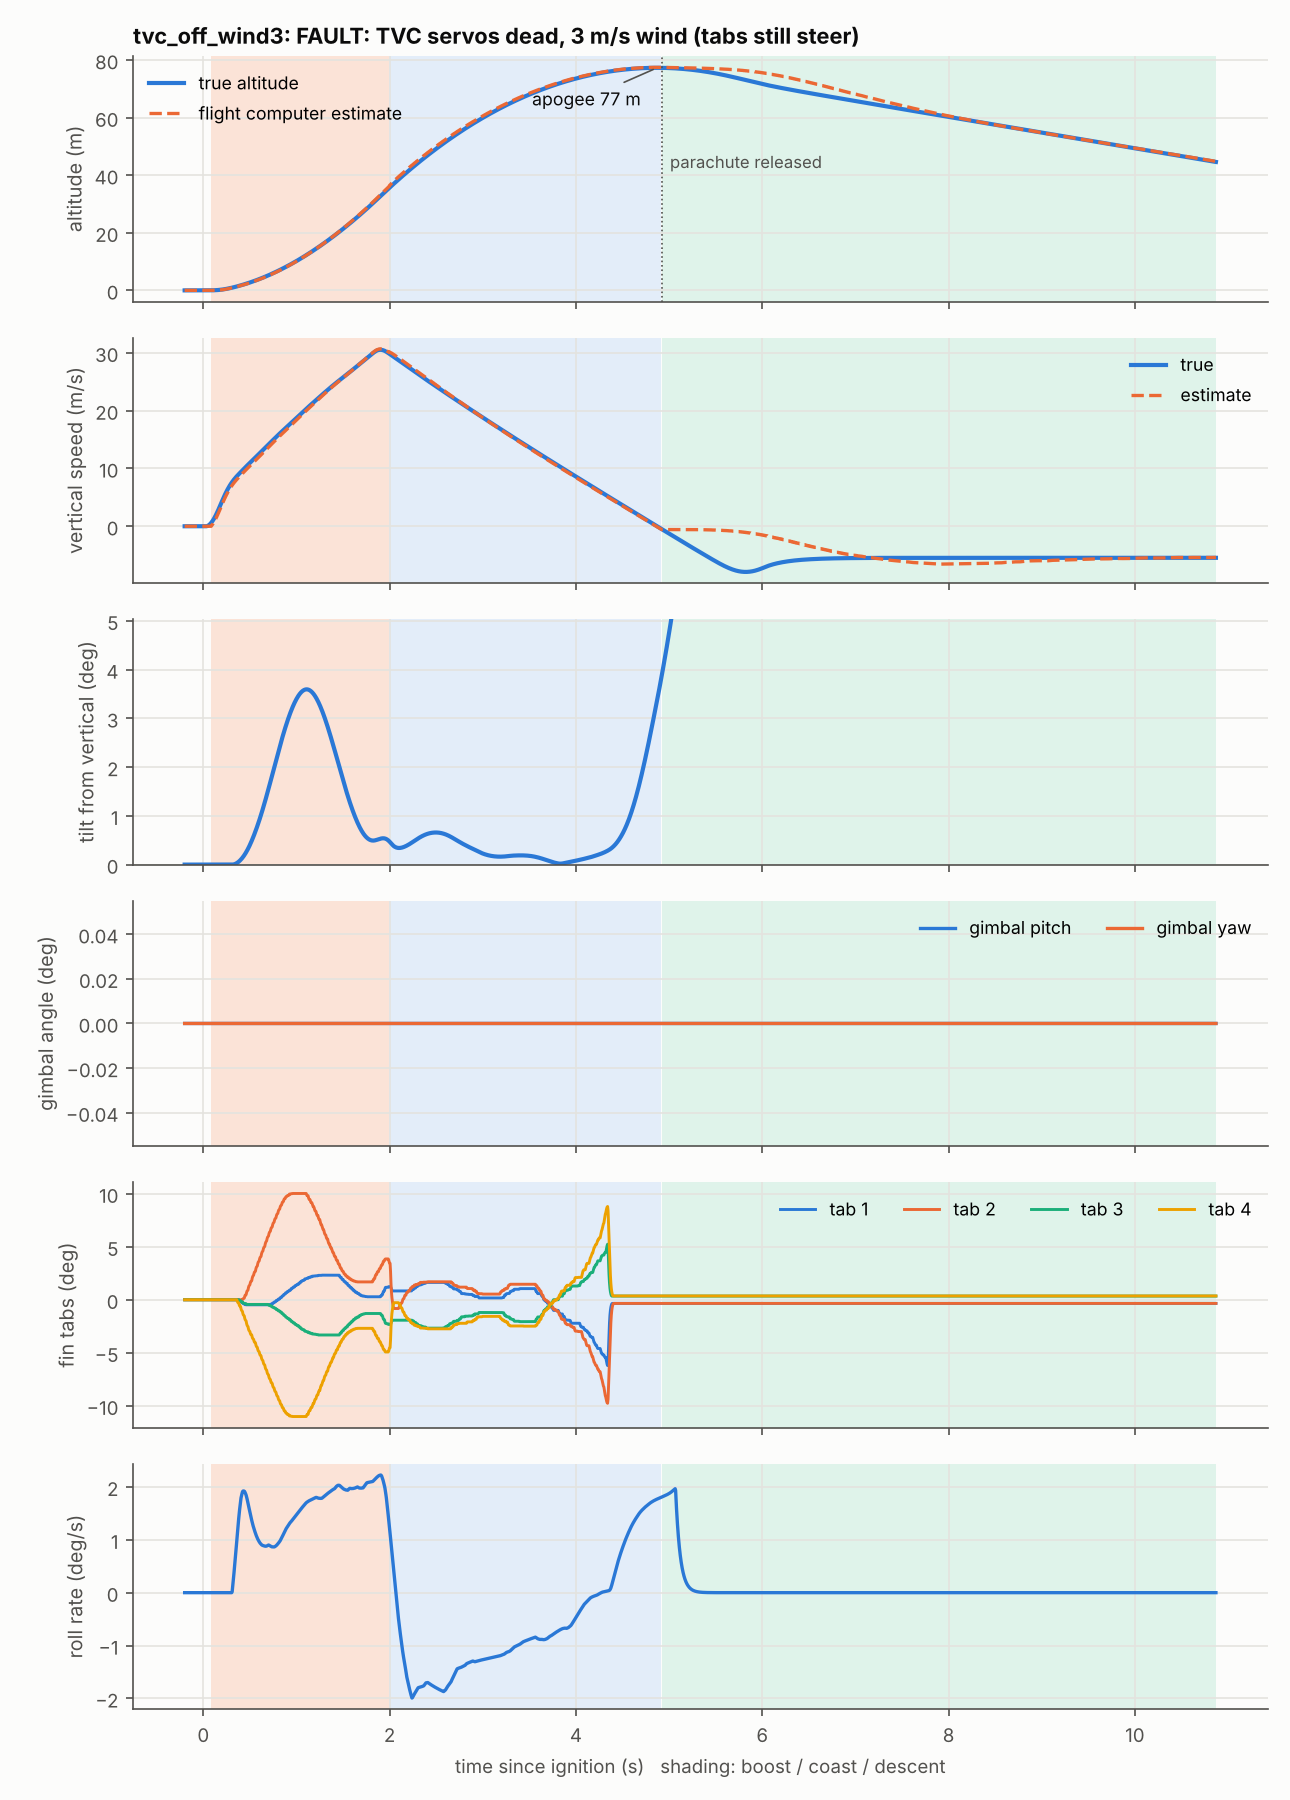 tvc_off_wind3: FAULT: TVC servos dead, 3 m/s wind (tabs still steer)
80
60
40
20
0
altitude (m)
true altitude
flight computer estimate
apogee 77 m
parachute released
30
20
10
0
vertical speed (m/s)
true
estimate
5
4
3
2
1
0
tilt from vertical (deg)
0.04
0.02
0.00
−0.02
−0.04
gimbal angle (deg)
gimbal pitch
gimbal yaw
10
5
0
−5
−10
fin tabs (deg)
tab 1
tab 2
tab 3
tab 4
2
1
0
−1
−2
roll rate (deg/s)
0
2
4
6
8
10
time since ignition (s)   shading: boost / coast / descent